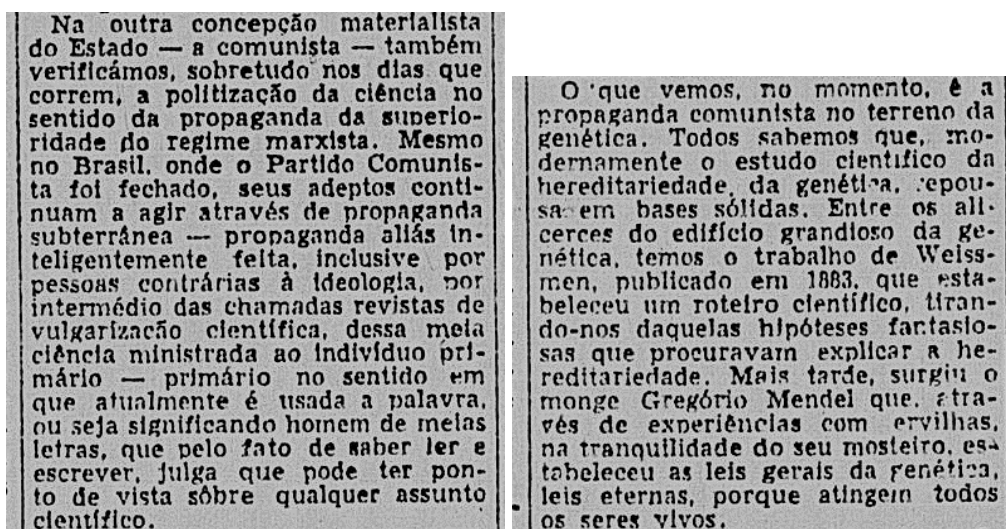 Na outra concepção materialista
do Estado — a comunista — também
verificámos, sobretudo nos dias que
correm, a politização da ciência no
sentido da propaganda da superio-
ridade do regime marxista. Mesmo
no Brasil, onde o Partido Comunis-
ta foi fechado, seus adeptos conti-
nuam a agir através de propaganda
subterrânea — propaganda aliás in-
teligentemente feita, inclusive por
pessoas contrárias à ideologia, por
intermédio das chamadas revistas de
vulgarização científica, dessa meia
ciência ministrada ao indivíduo pri-
mário — primário no sentido em
que atualmente é usada a palavra,
ou seja significando homem de meias
letras, que pelo fato de saber ler e
escrever, julga que pode ter pon-
to de vista sôbre qualquer assunto
científico.
O que vemos, no momento, é a
propaganda comunista no terreno da
genética. Todos sabemos que, mo-
dernamente o estudo científico da
hereditariedade, da genética, repou-
sa em bases sólidas. Entre os ali-
cerces do edifício grandioso da ge-
nética, temos o trabalho de Weiss-
men, publicado em 1883, que esta-
beleceu um roteiro científico, tiran-
do-nos daquelas hipóteses fantasio-
sas que procuravam explicar a he-
reditariedade. Mais tarde, surgiu o
monge Gregório Mendel que, atra-
vés de experiências com ervilhas,
na tranquilidade do seu mosteiro, es-
tabeleceu as leis gerais da genética,
leis eternas, porque atingem todos
os seres vivos.